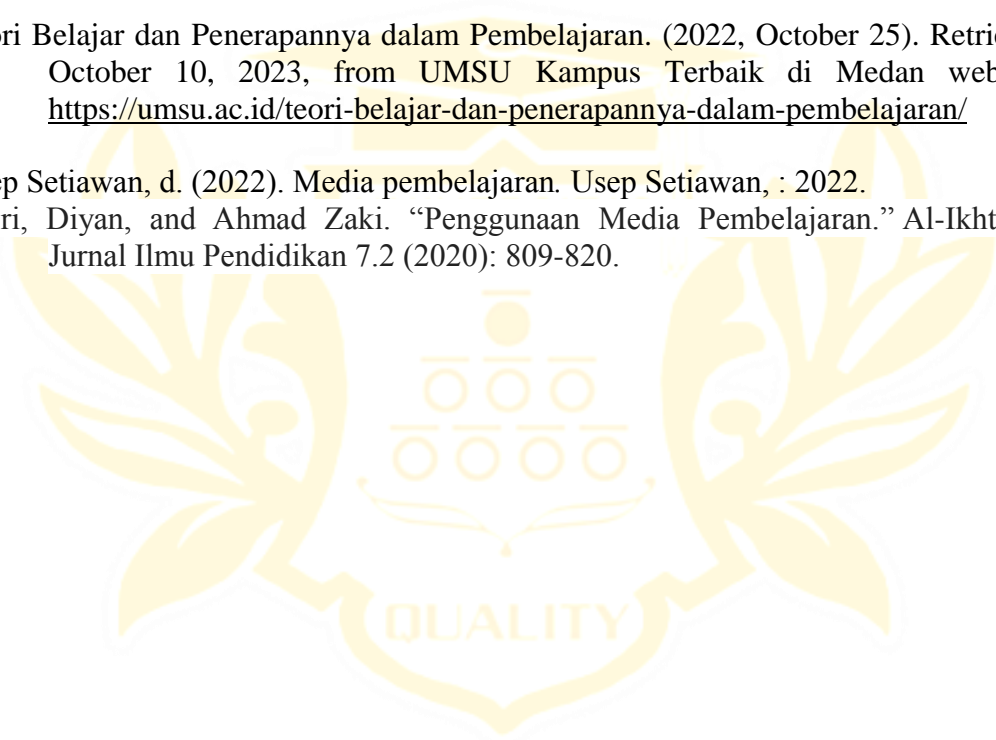 ori Belajar dan Penerapannya dalam Pembelajaran. (2022, October 25). Retrie
October 10, 2023, from UMSU Kampus Terbaik di Medan web
https://umsu.ac.id/teori-belajar-dan-penerapannya-dalam-pembelajaran/
ep Setiawan, d. (2022). Media pembelajaran. Usep Setiawan, : 2022.
ri, Diyan, and Ahmad Zaki. “Penggunaan Media Pembelajaran.” Al-Ikht
Jurnal Ilmu Pendidikan 7.2 (2020): 809-820.
QUALITY